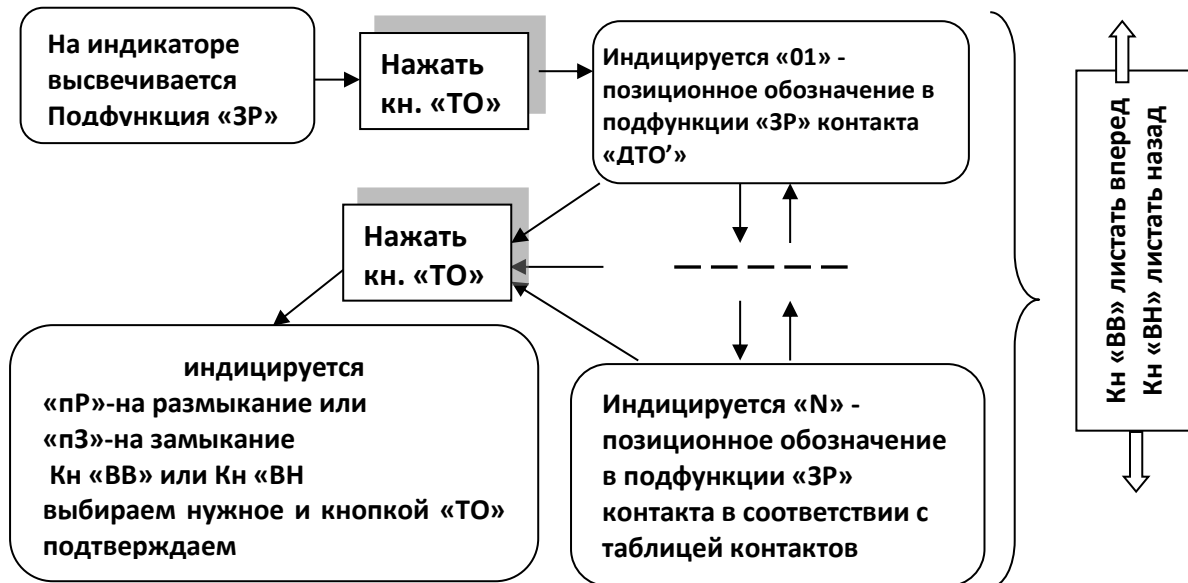 На индикаторе
высвечивается
Подфункция «ЗР»
Нажать
кн. «ТО»
Индицируется «01» -
позиционное обозначение в
подфункции «ЗР» контакта
«ДТО’»
Нажать
кн. «ТО»
индицируется
«пР»-на размыкание или
«пЗ»-на замыкание
Кн «ВВ» или Кн «ВН
выбираем нужное и кнопкой «ТО»
подтверждаем
Индицируется «N» -
позиционное обозначение
в подфункции «ЗР»
контакта в соответствии с
таблицей контактов
Кн «ВВ» листать вперед
Кн «ВН» листать назад